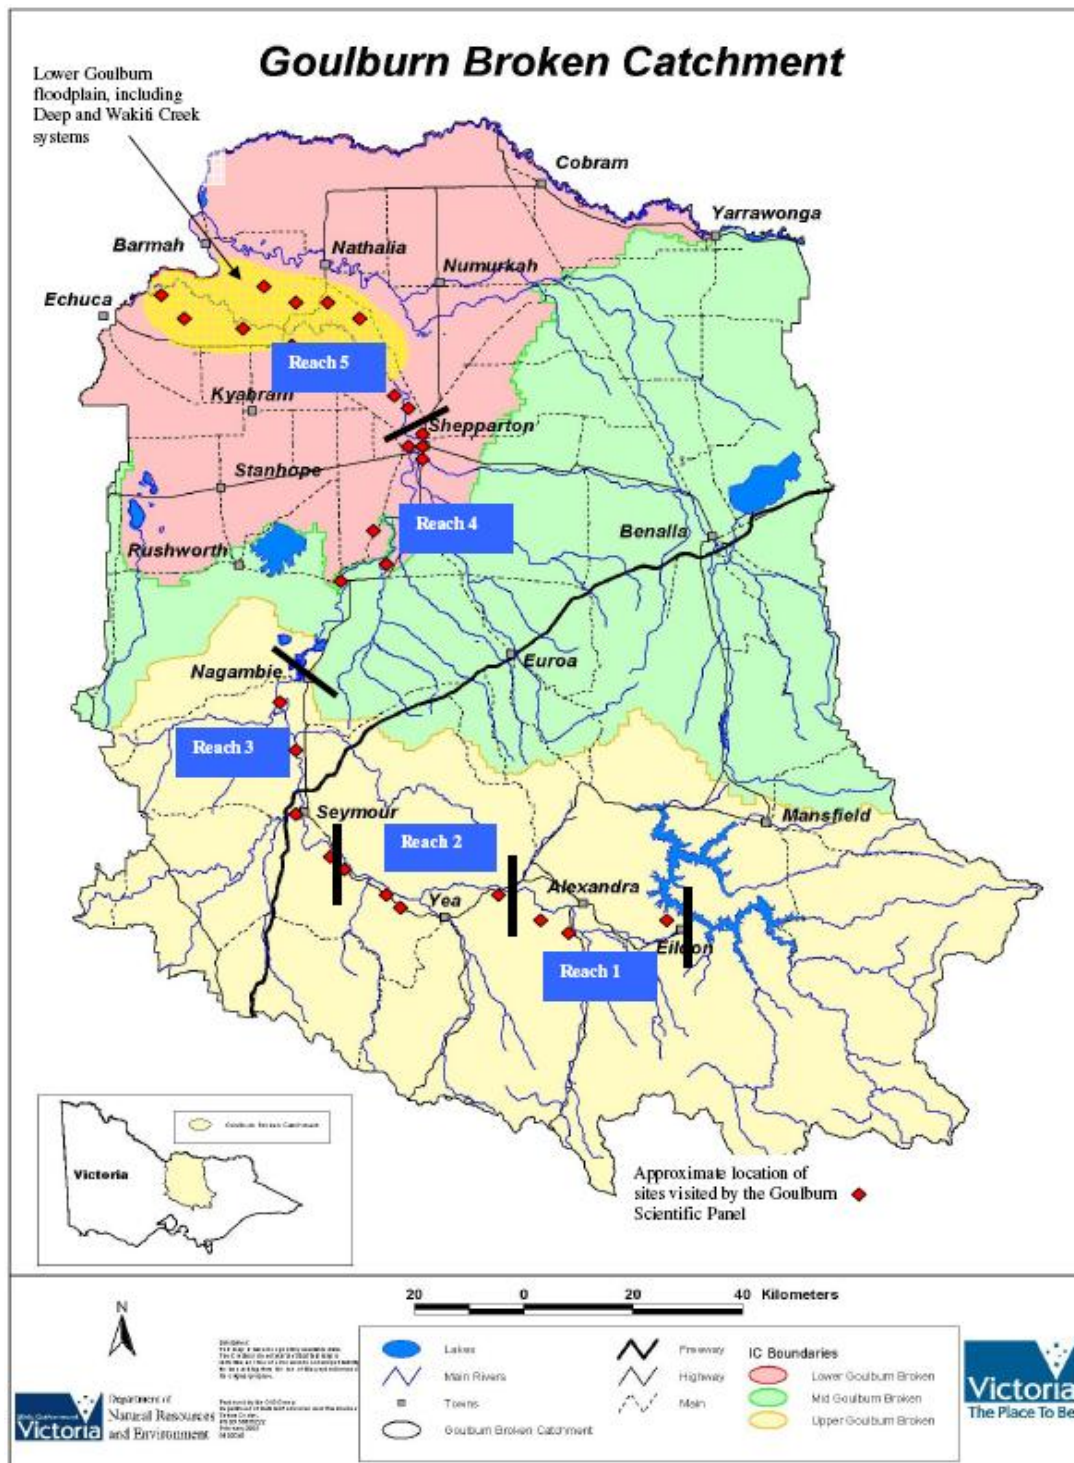 Goulburn Broken Catchment
Lower Goulburn
floodplain, including
Deep and Wakiti Creek
systems
Cobram
Yarrawonga
Barmah
Nathalia
Numurkah
Echuca
Reach 5
Kyabram
Shepparton
Stanhope
Reach 4
Benalla
Rushworth
Euroa
Nagambie
Reach 3
Seymour
Mansfield
Reach 2
Alexandra
Yea
Eildon
Reach 1
Goulburn Broken Catchment
Victoria
Approximate location of
sites visited by the Goulburn
Scientific Panel
20 0 20 40 Kilometers
N
Lakes
Main Rivers
Towns
Goulburn Broken Catchment
Freeway
Highway
Main
IC Boundaries
Lower Goulburn Broken
Mid Goulburn Broken
Upper Goulburn Broken
Victoria
Department of
Natural Resources
and Environment
Victoria
The Place To Be